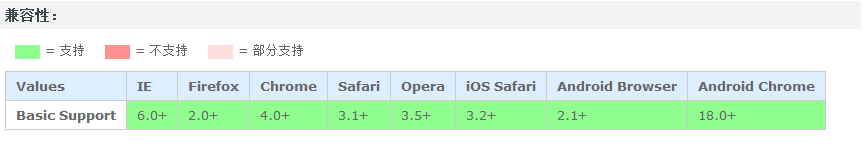 兼容性：
= 支持 = 不支持 = 部分支持
Values IE Firefox Chrome Safari Opera iOS Safari Android Browser Android Chrome
Basic Support 6.0+ 2.0+ 4.0+ 3.1+ 3.5+ 3.2+ 2.1+ 18.0+